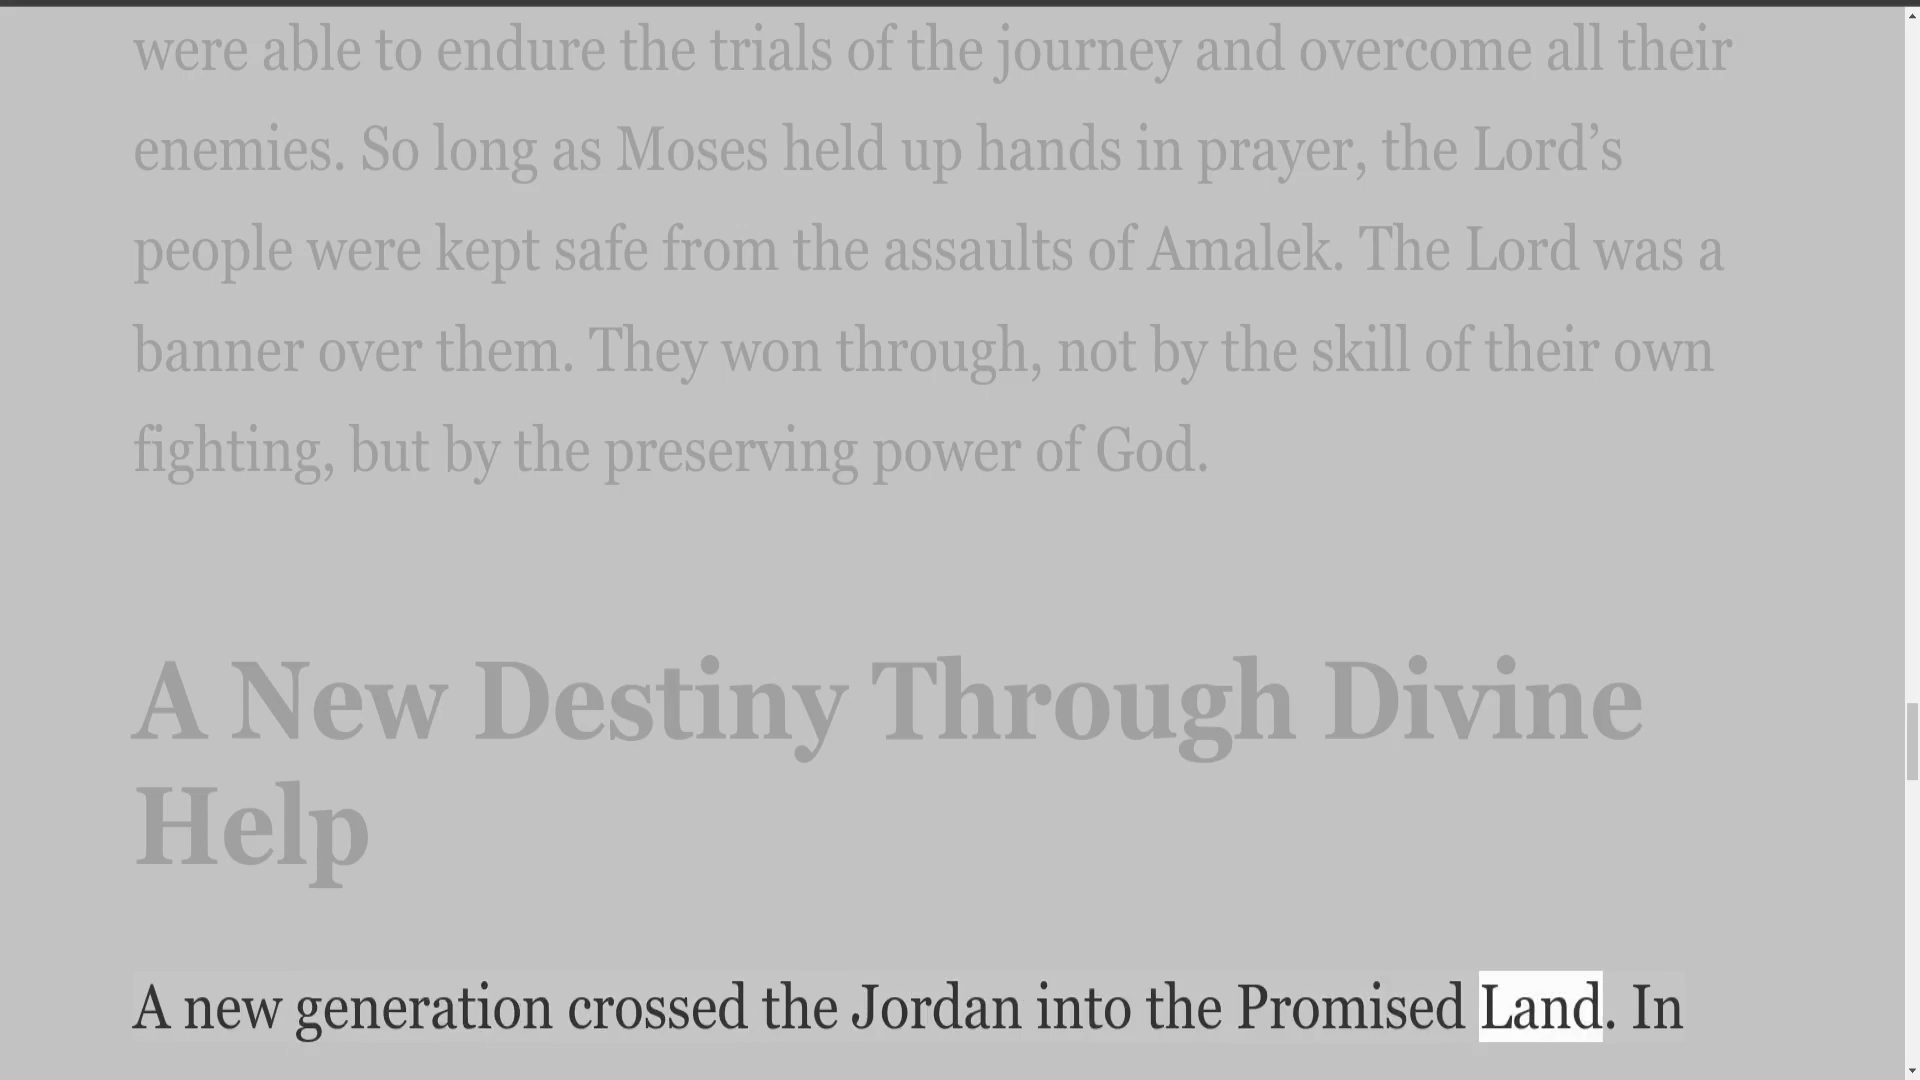 were able to endure the trials of the journey and overcome all their
enemies. So long as Moses held up hands in prayer, the Lord’s
people were kept safe from the assaults of Amalek. The Lord was a
banner over them. They won through, not by the skill of their own
fighting, but by the preserving power of God.
A New Destiny Through Divine
Help
A new generation crossed the Jordan into the Promised Land. In